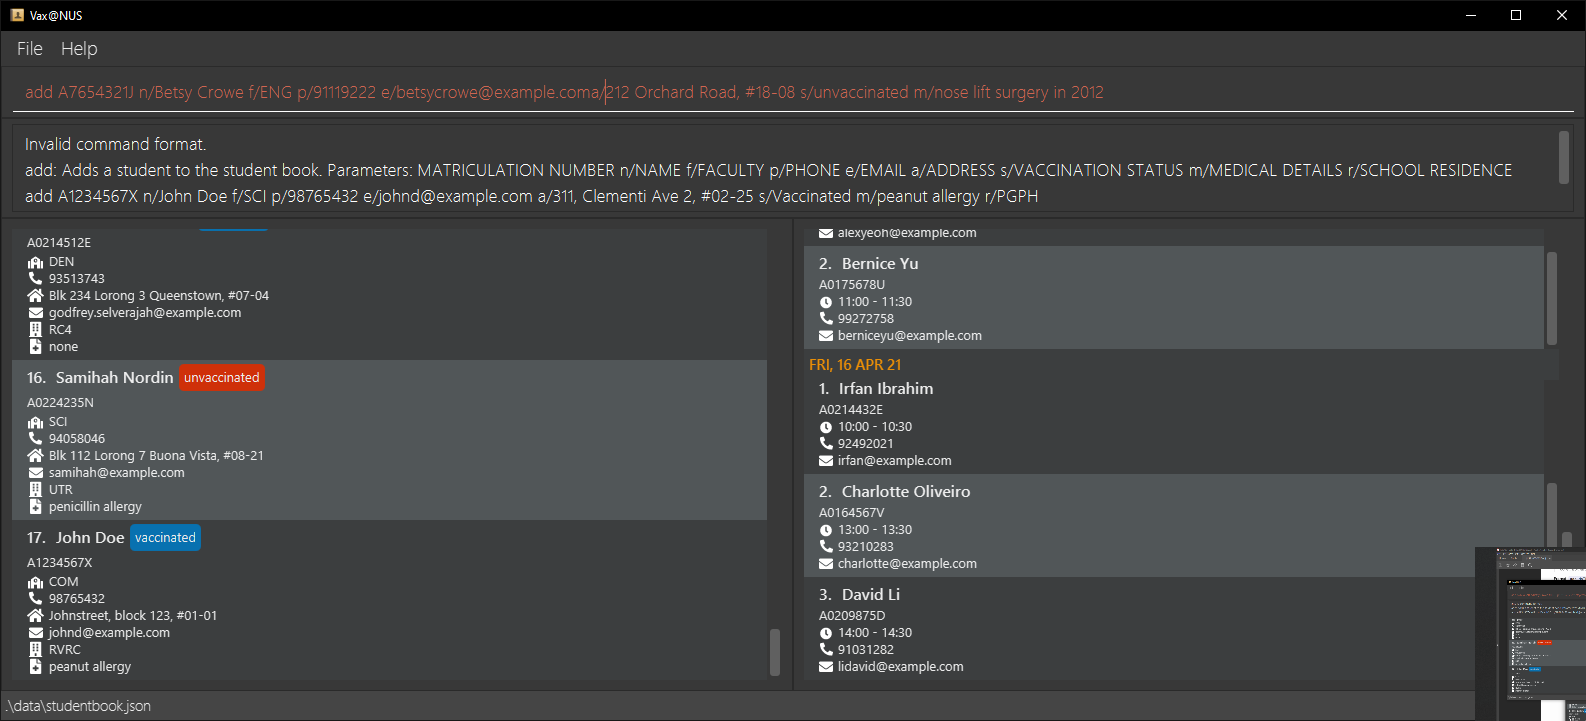 Vax@NUS
File Help
add A7654321J n/Betsy Crowe f/ENG p/91119222 e/betsycrowe@example.coma/212 Orchard Road, #18-08 s/unvaccinated m/nose lift surgery in 2012
Invalid command format.
add: Adds a student to the student book. Parameters: MATRICULATION NUMBER n/NAME f/FACULTY p/PHONE e/EMAIL a/ADDRESS s/VACCINATION STATUS m/MEDICAL DETAILS r/SCHOOL RESIDENCE
add A1234567X n/John Doe f/SCI p/98765432 e/johnd@example.com a/311, Clementi Ave 2, #02-25 s/Vaccinated m/peanut allergy r/PGPH
A0214512E
DEN
93513743
Blk 234 Lorong 3 Queenstown, #07-04
godfrey.selverajah@example.com
RC4
none
16. Samihah Nordin unvaccinated
A0224235N
SCI
94058046
Blk 112 Lorong 7 Buona Vista, #08-21
samihah@example.com
UTR
penicillin allergy
17. John Doe vaccinated
A1234567X
COM
98765432
Johnstreet, block 123, #01-01
johnd@example.com
RVRC
peanut allergy
alexyeoh@example.com
2. Bernice Yu
A0175678U
11:00 - 11:30
99272758
berniceyu@example.com
FRI, 16 APR 21
1. Irfan Ibrahim
A0214432E
10:00 - 10:30
92492021
irfan@example.com
2. Charlotte Oliveiro
A0164567V
13:00 - 13:30
93210283
charlotte@example.com
3. David Li
A0209875D
14:00 - 14:30
91031282
lidavid@example.com
.\data\studentbook.json